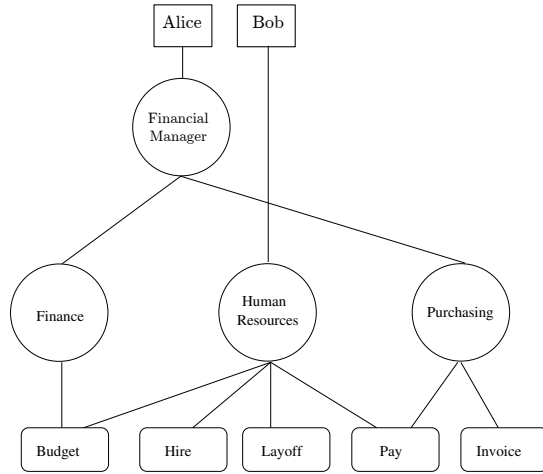 Alice
Bob
Financial
Manager
Finance
Human
Resources
Purchasing
Budget
Hire
Layoff
Pay
Invoice